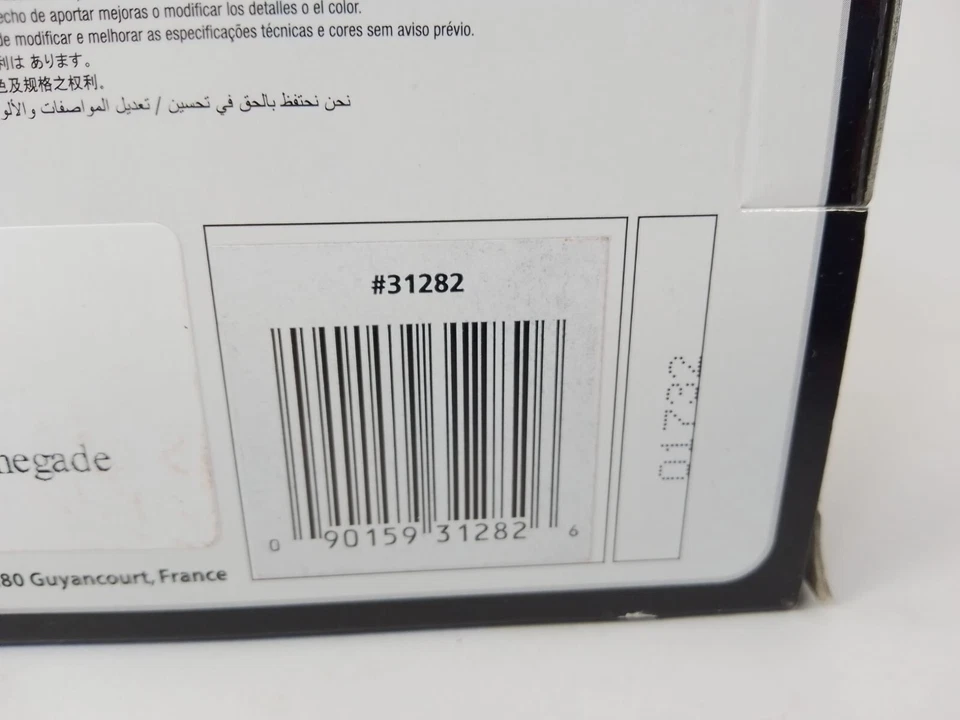 echo de aportar mejoras o modificar los detalles o el color.
de modificar e melhorar as especificações técnicas e cores sem aviso prévio.
利は あります。
色及规格之权利。
نحن نحتفظ بالحق في تحسين / تعديل المواصفات والألو
#31282
0 90159 31282 6
01732
negade
80 Guyancourt, France